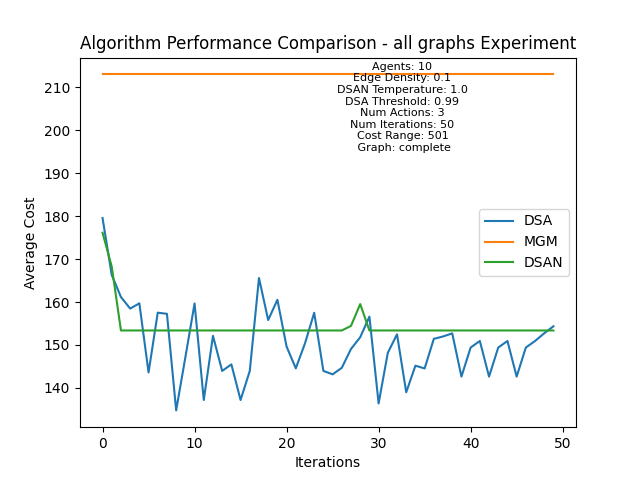 Algorithm Performance Comparison - all graphs Experiment
Agents: 10
Edge Density: 0.1
DSAN Temperature: 1.0
DSA Threshold: 0.99
Num Actions: 3
Num Iterations: 50
Cost Range: 501
Graph: complete
210
200
190
180
170
160
150
140
Average Cost
DSA
MGM
DSAN
0 10 20 30 40 50
Iterations